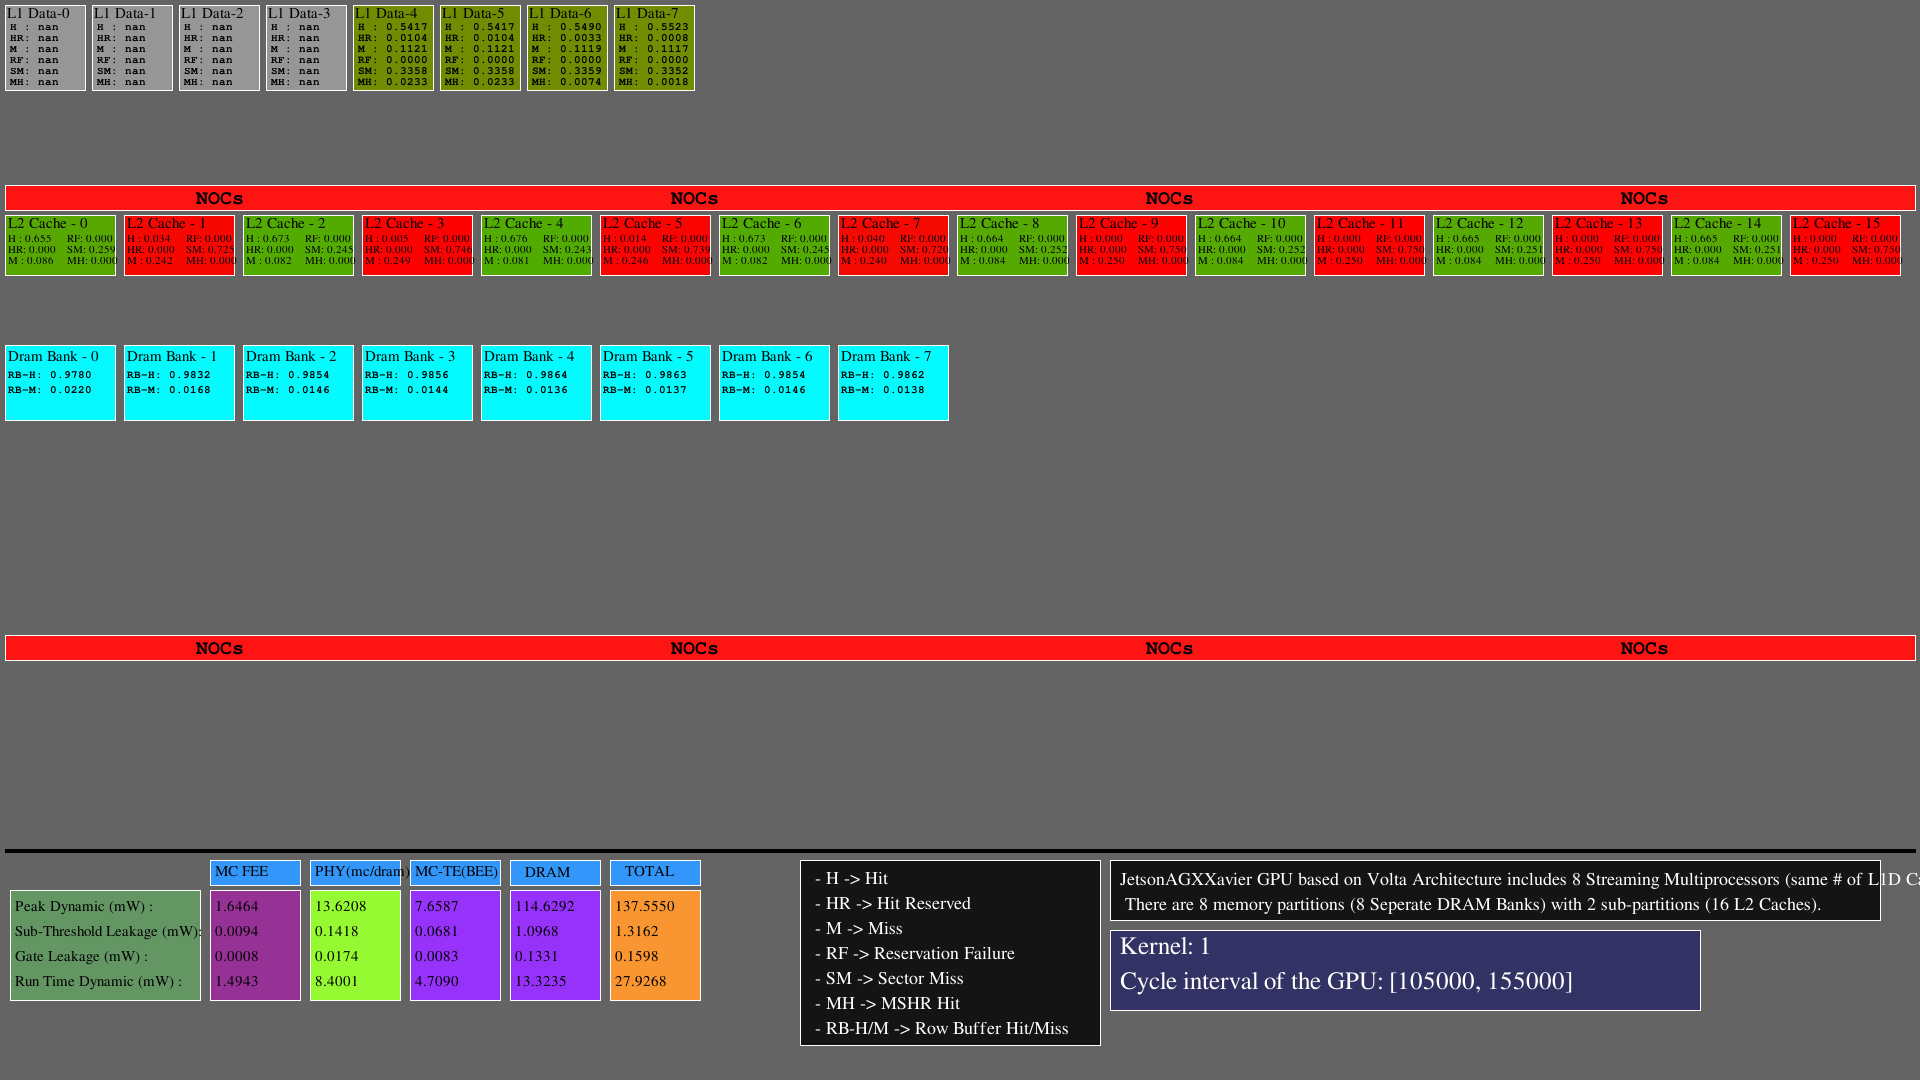 L1 Data-0 L1 Data-1 L1 Data-2 L1 Data-3 L1 Data-4 L1 Data-5 L1 Data-6 L1 Data-7
H : nan H : nan H : nan H : nan H : 0.5417 H : 0.5417 H : 0.5490 H : 0.5523
HR: nan HR: nan HR: nan HR: nan HR: 0.0104 HR: 0.0104 HR: 0.0033 HR: 0.0008
M : nan M : nan M : nan M : nan M : 0.1121 M : 0.1121 M : 0.1119 M : 0.1117
RF: nan RF: nan RF: nan RF: nan RF: 0.0000 RF: 0.0000 RF: 0.0000 RF: 0.0000
SM: nan SM: nan SM: nan SM: nan SM: 0.3358 SM: 0.3358 SM: 0.3359 SM: 0.3352
MH: nan MH: nan MH: nan MH: nan MH: 0.0233 MH: 0.0233 MH: 0.0074 MH: 0.0018
NOCs NOCs NOCs NOCs
L2 Cache - 0 L2 Cache - 1 L2 Cache - 2 L2 Cache - 3 L2 Cache - 4 L2 Cache - 5 L2 Cache - 6 L2 Cache - 7 L2 Cache - 8 L2 Cache - 9 L2 Cache - 10 L2 Cache - 11 L2 Cache - 12 L2 Cache - 13 L2 Cache - 14 L2 Cache - 15
H : 0.655 RF: 0.000 H : 0.034 RF: 0.000 H : 0.673 RF: 0.000 H : 0.005 RF: 0.000 H : 0.676 RF: 0.000 H : 0.014 RF: 0.000 H : 0.673 RF: 0.000 H : 0.040 RF: 0.000 H : 0.664 RF: 0.000 H : 0.000 RF: 0.000 H : 0.664 RF: 0.000 H : 0.000 RF: 0.000 H : 0.665 RF: 0.000 H : 0.000 RF: 0.000 H : 0.665 RF: 0.000 H : 0.000 RF: 0.000
HR: 0.000 SM: 0.259 HR: 0.000 SM: 0.725 HR: 0.000 SM: 0.245 HR: 0.000 SM: 0.746 HR: 0.000 SM: 0.243 HR: 0.000 SM: 0.739 HR: 0.000 SM: 0.245 HR: 0.000 SM: 0.720 HR: 0.000 SM: 0.252 HR: 0.000 SM: 0.750 HR: 0.000 SM: 0.252 HR: 0.000 SM: 0.750 HR: 0.000 SM: 0.251 HR: 0.000 SM: 0.750 HR: 0.000 SM: 0.251 HR: 0.000 SM: 0.750
M : 0.086 MH: 0.000 M : 0.242 MH: 0.000 M : 0.082 MH: 0.000 M : 0.249 MH: 0.000 M : 0.081 MH: 0.000 M : 0.246 MH: 0.000 M : 0.082 MH: 0.000 M : 0.240 MH: 0.000 M : 0.084 MH: 0.000 M : 0.250 MH: 0.000 M : 0.084 MH: 0.000 M : 0.250 MH: 0.000 M : 0.084 MH: 0.000 M : 0.250 MH: 0.000 M : 0.084 MH: 0.000 M : 0.250 MH: 0.000
Dram Bank - 0 Dram Bank - 1 Dram Bank - 2 Dram Bank - 3 Dram Bank - 4 Dram Bank - 5 Dram Bank - 6 Dram Bank - 7
RB-H: 0.9780 RB-H: 0.9832 RB-H: 0.9854 RB-H: 0.9856 RB-H: 0.9864 RB-H: 0.9863 RB-H: 0.9854 RB-H: 0.9862
RB-M: 0.0220 RB-M: 0.0168 RB-M: 0.0146 RB-M: 0.0144 RB-M: 0.0136 RB-M: 0.0137 RB-M: 0.0146 RB-M: 0.0138
NOCs NOCs NOCs NOCs
MC FEE PHY(mc/dram) MC-TE(BEE) DRAM TOTAL
Peak Dynamic (mW) : 1.6464 13.6208 7.6587 114.6292 137.5550
Sub-Threshold Leakage (mW): 0.0094 0.1418 0.0681 1.0968 1.3162
Gate Leakage (mW) : 0.0008 0.0174 0.0083 0.1331 0.1598
Run Time Dynamic (mW) : 1.4943 8.4001 4.7090 13.3235 27.9268
- H -> Hit
- HR -> Hit Reserved
- M -> Miss
- RF -> Reservation Failure
- SM -> Sector Miss
- MH -> MSHR Hit
- RB-H/M -> Row Buffer Hit/Miss
JetsonAGXXavier GPU based on Volta Architecture includes 8 Streaming Multiprocessors (same # of L1D
There are 8 memory partitions (8 Seperate DRAM Banks) with 2 sub-partitions (16 L2 Caches).
Kernel: 1
Cycle interval of the GPU: [105000, 155000]